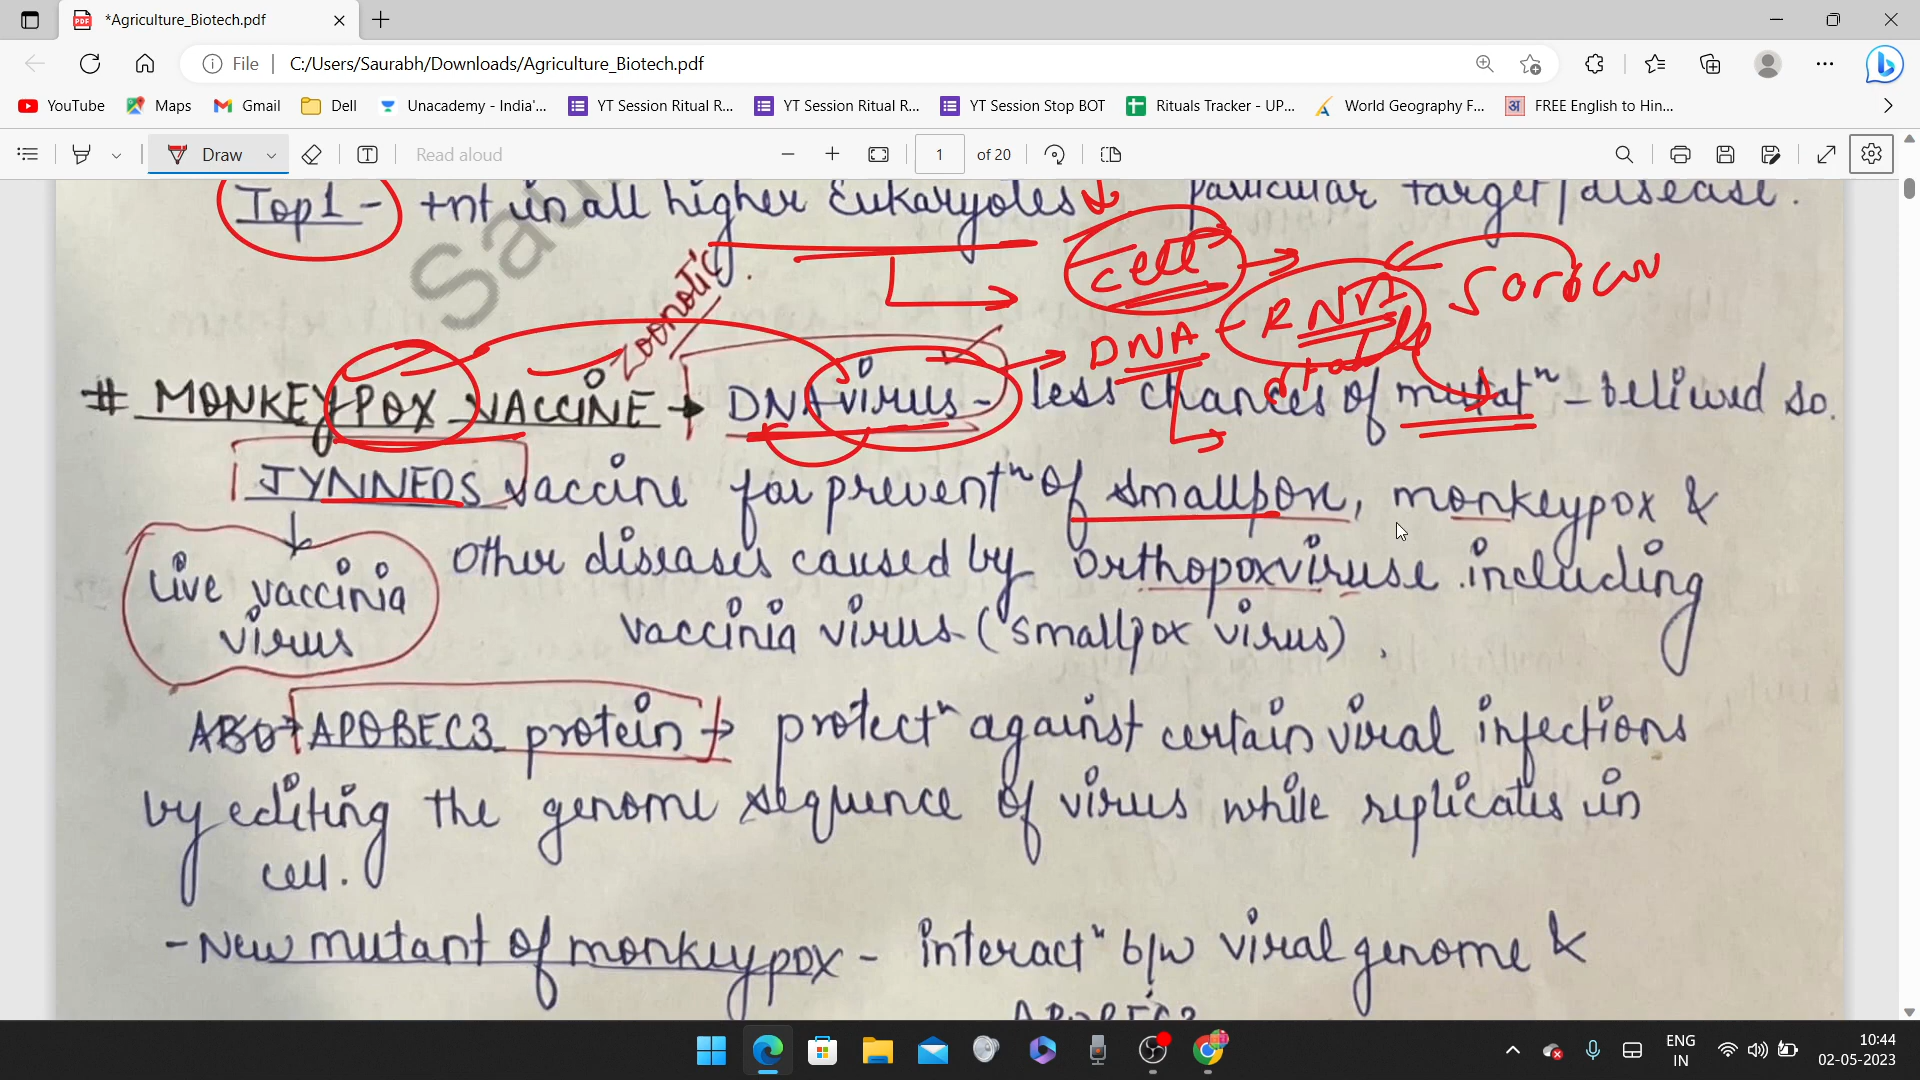 *Agriculture_Biotech.pdf
File C:/Users/Saurabh/Downloads/Agriculture_Biotech.pdf
YouTube Maps Gmail Dell Unacademy - India'... YT Session Ritual R... YT Session Ritual R... YT Session Stop BOT Rituals Tracker - UP... World Geography F... FREE English to Hin...
Draw Read aloud 1 of 20
Top1 - +nt in all higher Eukaryotes particular target/disease.
cell
RNA
DNA
Zoonotic
# MONKEYPOX VACCINE → DNA virus - less chances of mutatⁿ - believed so.
JYNNEOS vaccine for preventⁿ of smallpox, monkeypox &
Live vaccinia virus
other diseases caused by orthopoxviruse including
vaccinia virus (smallpox virus).
APOBEC3 protein → protectⁿ against certain viral infections
by editing the genome sequence of virus while replicates in
cell.
- New mutant of monkeypox - interactⁿ b/w viral genome &
APOBEC3
ENG
IN
10:44
02-05-2023